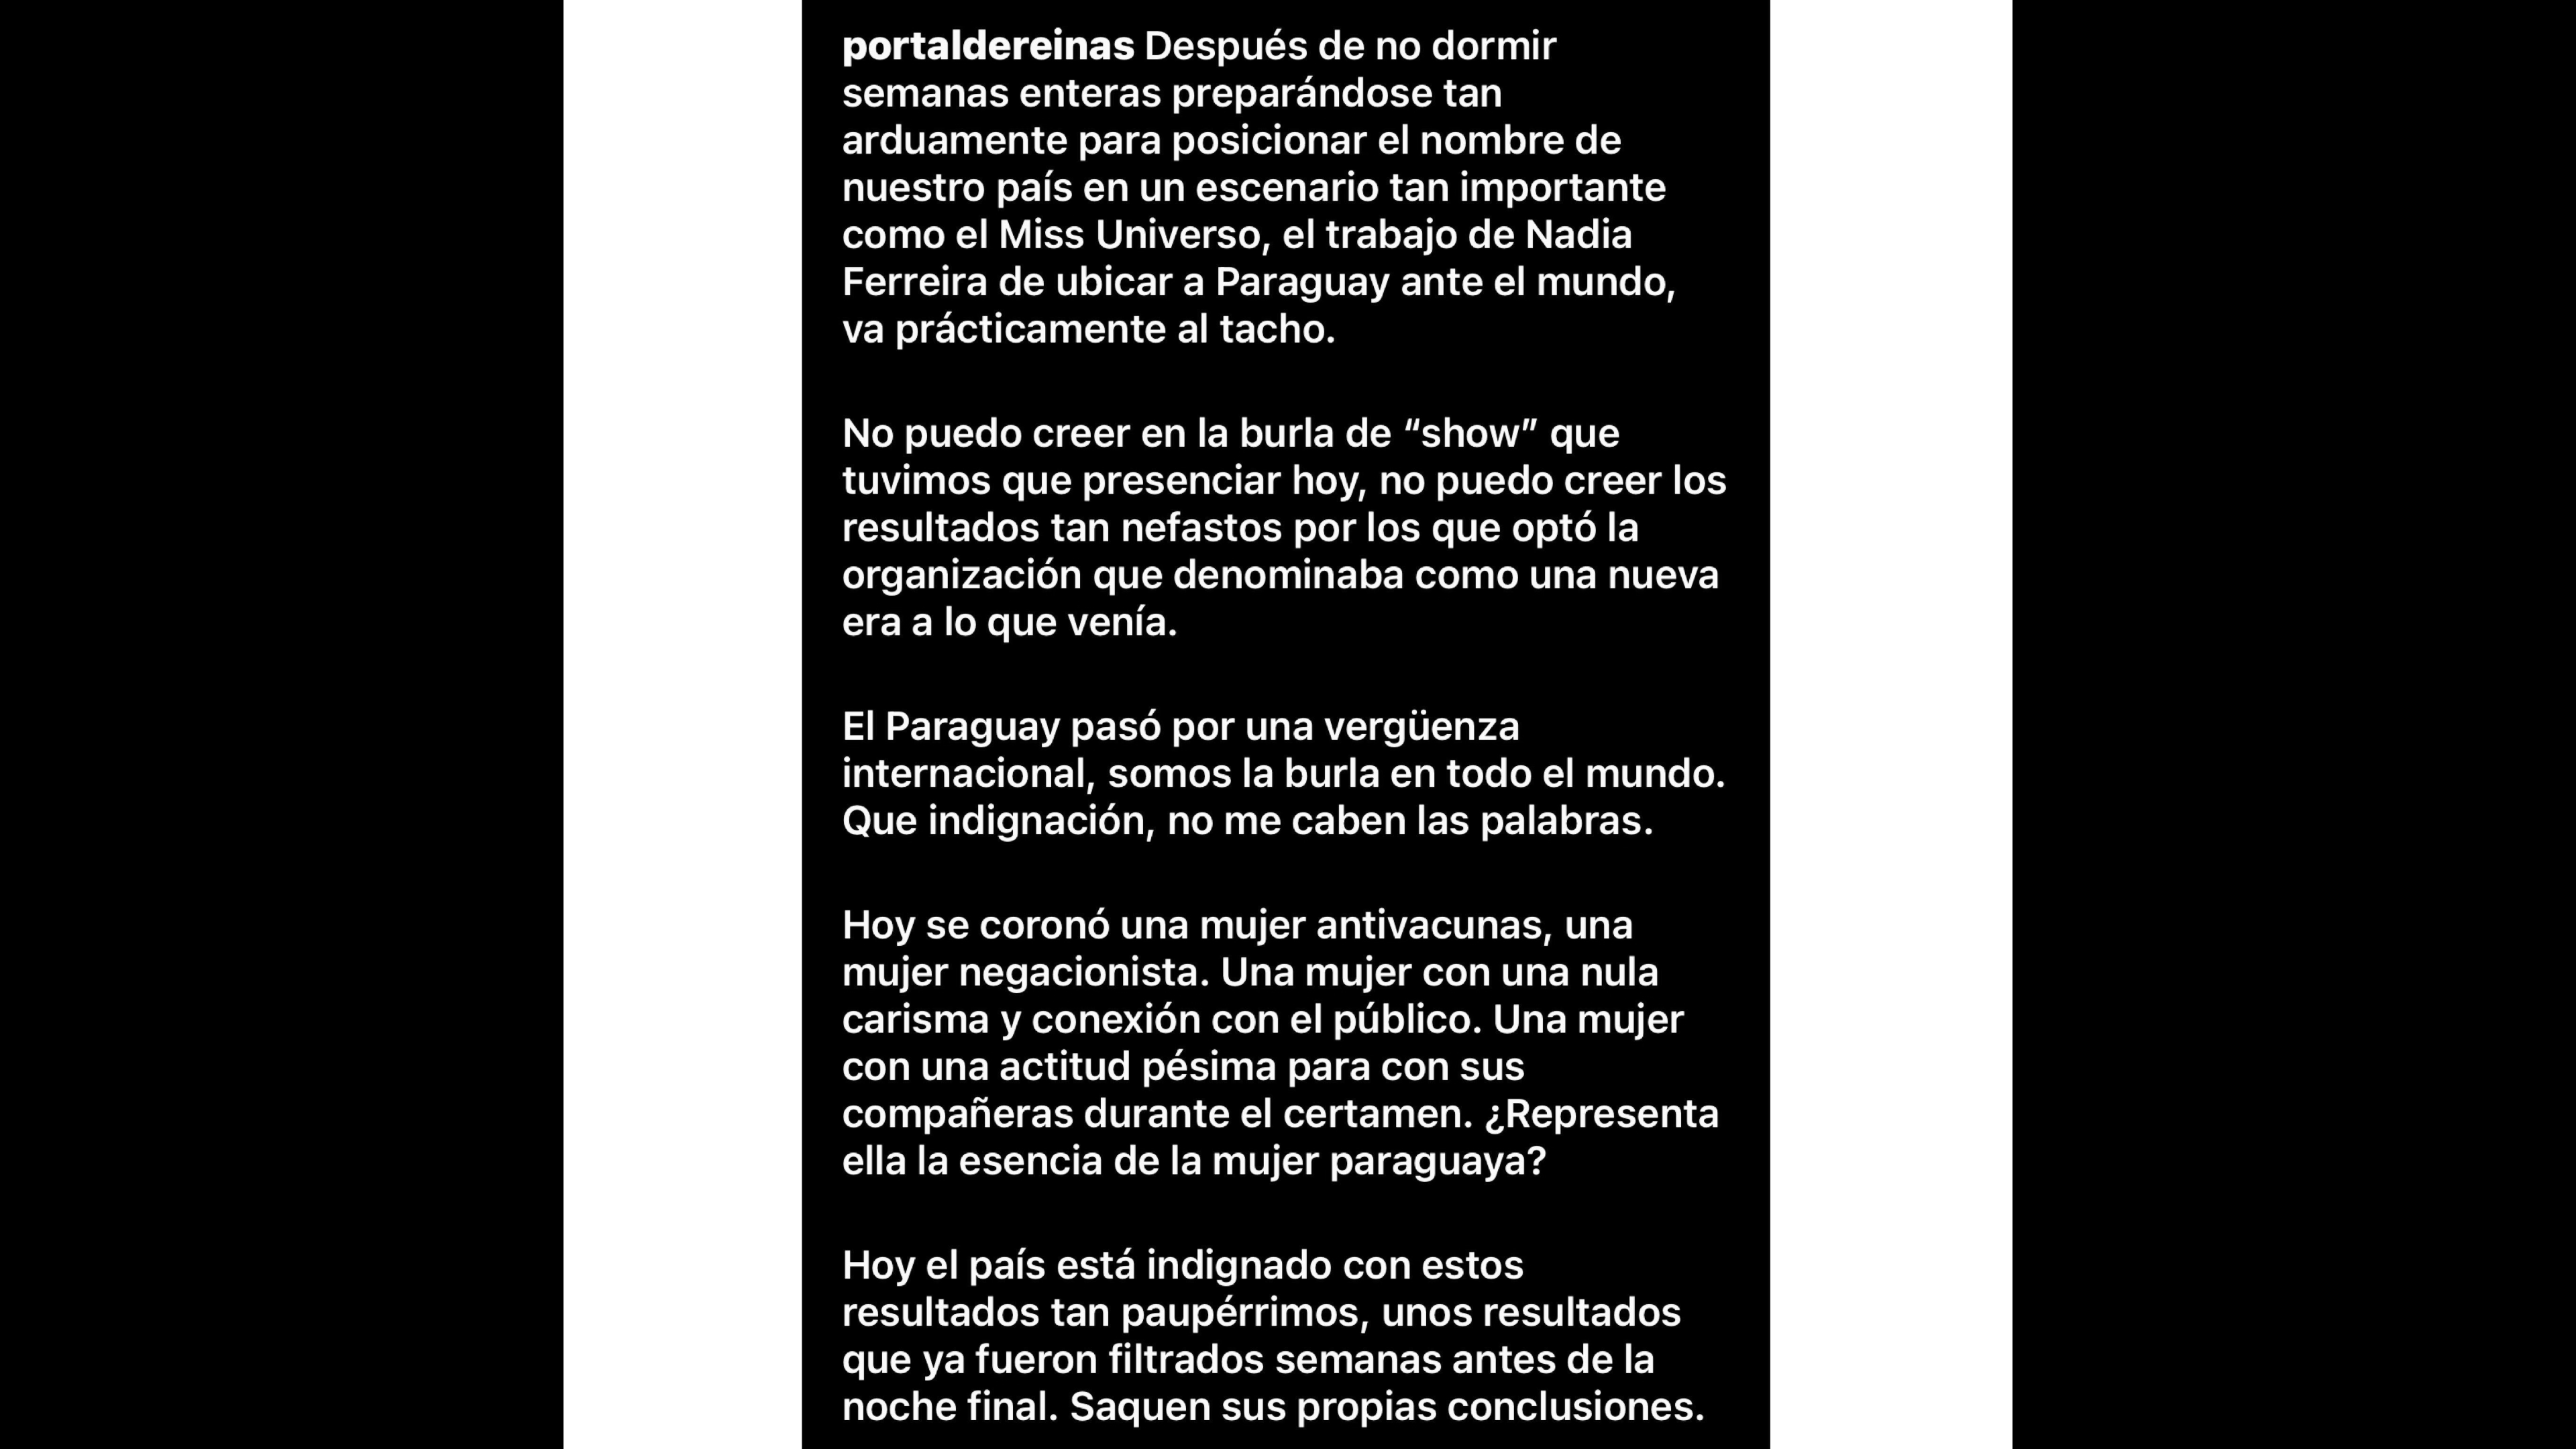 portaldereinas Después de no dormir
semanas enteras preparándose tan
arduamente para posicionar el nombre de
nuestro país en un escenario tan importante
como el Miss Universo, el trabajo de Nadia
Ferreira de ubicar a Paraguay ante el mundo,
va prácticamente al tacho.
No puedo creer en la burla de “show” que
tuvimos que presenciar hoy, no puedo creer los
resultados tan nefastos por los que optó la
organización que denominaba como una nueva
era a lo que venía.
El Paraguay pasó por una vergüenza
internacional, somos la burla en todo el mundo.
Que indignación, no me caben las palabras.
Hoy se coronó una mujer antivacunas, una
mujer negacionista. Una mujer con una nula
carisma y conexión con el público. Una mujer
con una actitud pésima para con sus
compañeras durante el certamen. ¿Representa
ella la esencia de la mujer paraguaya?
Hoy el país está indignado con estos
resultados tan paupérrimos, unos resultados
que ya fueron filtrados semanas antes de la
noche final. Saquen sus propias conclusiones.